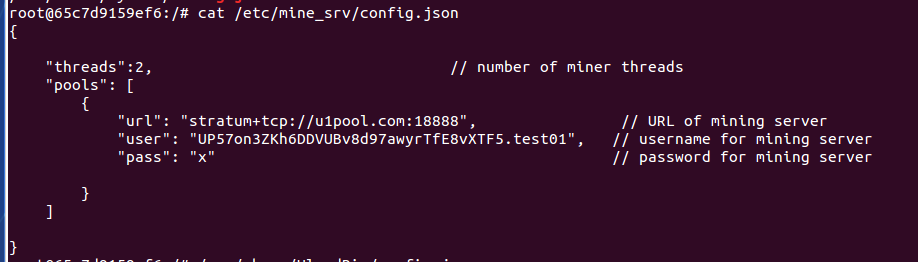 root@65c7d9159ef6:/# cat /etc/mine_srv/config.json
{
"threads":2, // number of miner threads
"pools": [
{
"url": "stratum+tcp://u1pool.com:18888", // URL of mining server
"user": "UP57on3ZKh6DDVUBv8d97awyrTfE8vXTF5.test01", // username for mining server
"pass": "x" // password for mining server
}
]
}